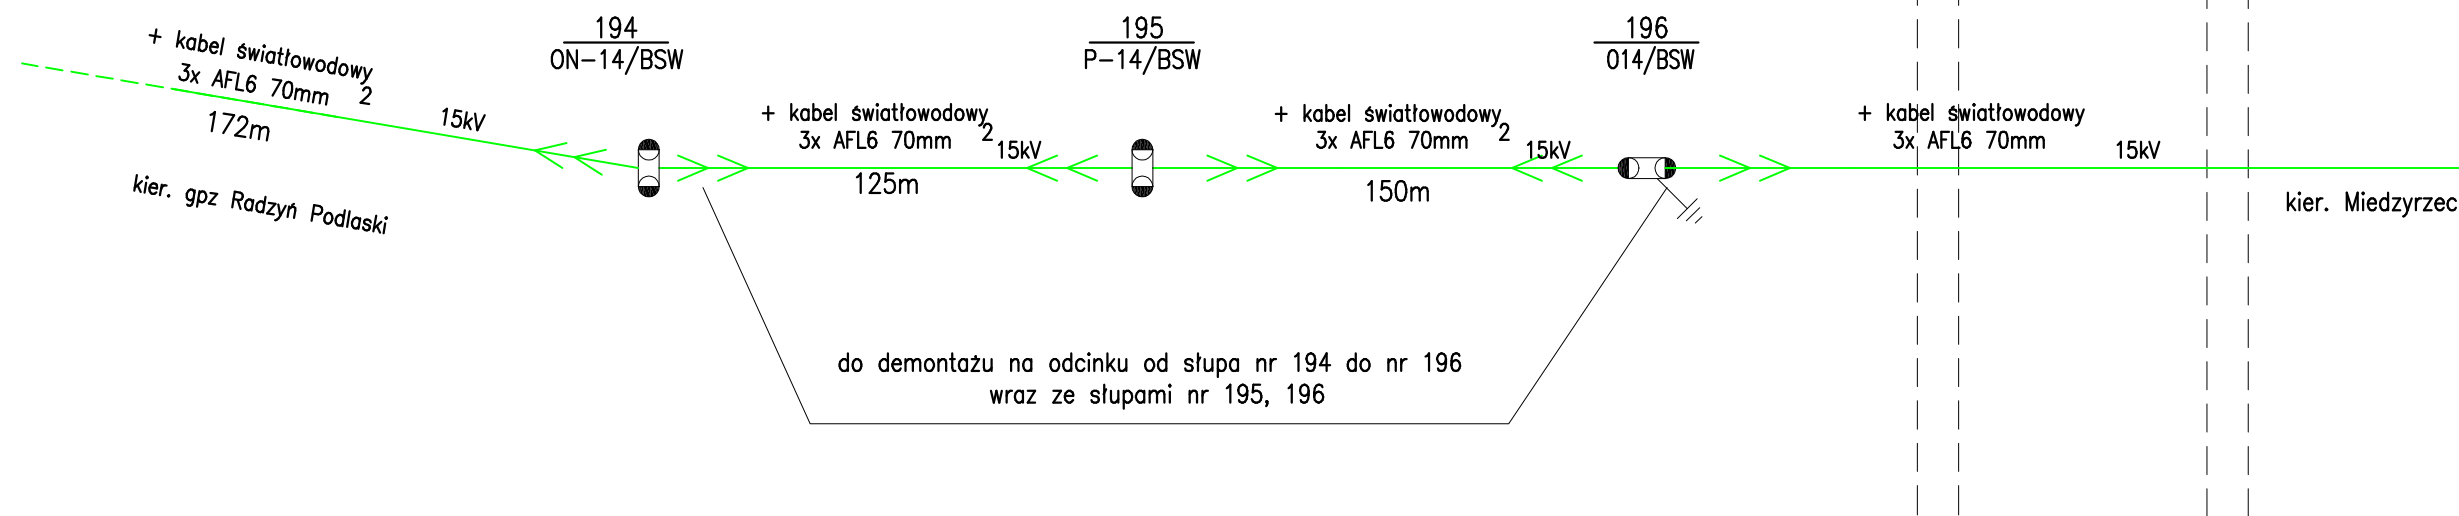 + kabel światłowodowy
3x AFL6 70mm 2
172m
15kV
kier. gpz Radzyń Podlaski
194
ON-14/BSW
+ kabel światłowodowy
3x AFL6 70mm 2
15kV
125m
195
P-14/BSW
+ kabel światłowodowy
3x AFL6 70mm 2
15kV
150m
196
O14/BSW
+ kabel światłowodowy
3x AFL6 70mm
15kV
kier. Miedzyrzec
do demontażu na odcinku od słupa nr 194 do nr 196
wraz ze słupami nr 195, 196